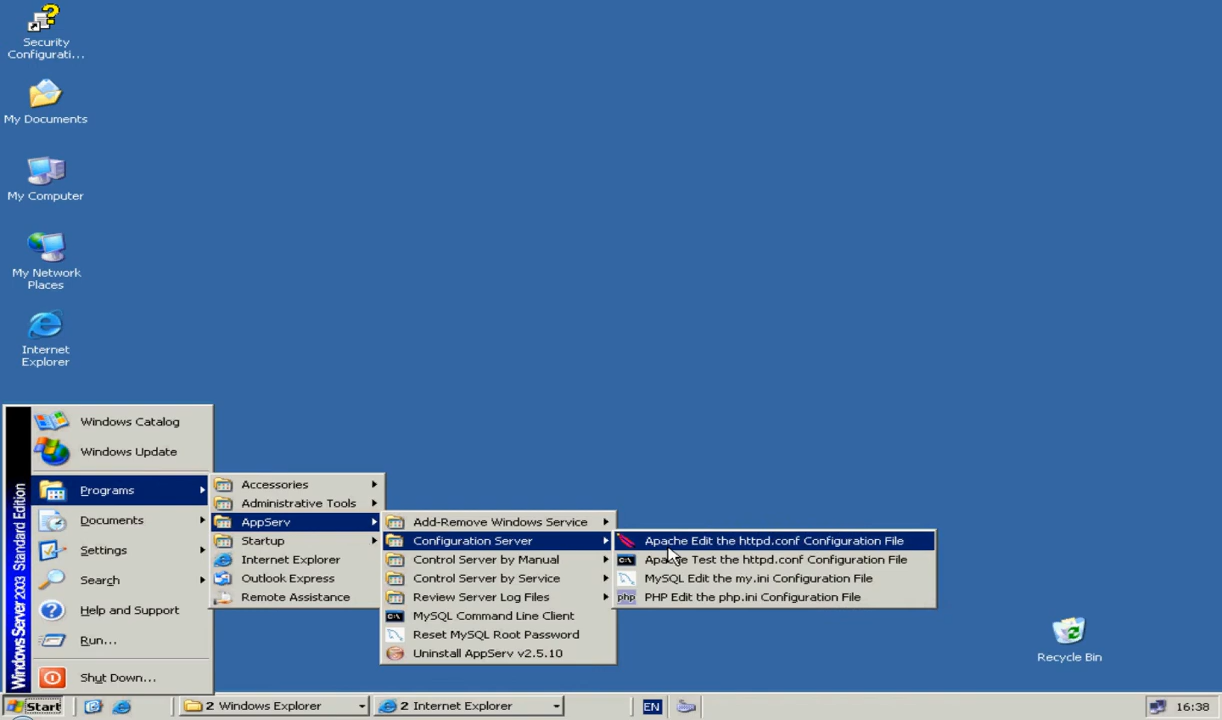 Security
Configurati...
My Documents
My Computer
My Network
Places
Internet
Explorer
Windows Server 2003 Standard Edition
Windows Catalog
Windows Update
Programs
Documents
Settings
Search
Help and Support
Run...
Shut Down...
Accessories
Administrative Tools
AppServ
Startup
Internet Explorer
Outlook Express
Remote Assistance
Add-Remove Windows Service
Configuration Server
Control Server by Manual
Control Server by Service
Review Server Log Files
MySQL Command Line Client
Reset MySQL Root Password
Uninstall AppServ v2.5.10
Apache Edit the httpd.conf Configuration File
C:\ Apache Test the httpd.conf Configuration File
MySQL Edit the my.ini Configuration File
php PHP Edit the php.ini Configuration File
Recycle Bin
Start
2 Windows Explorer
2 Internet Explorer
EN
16:38